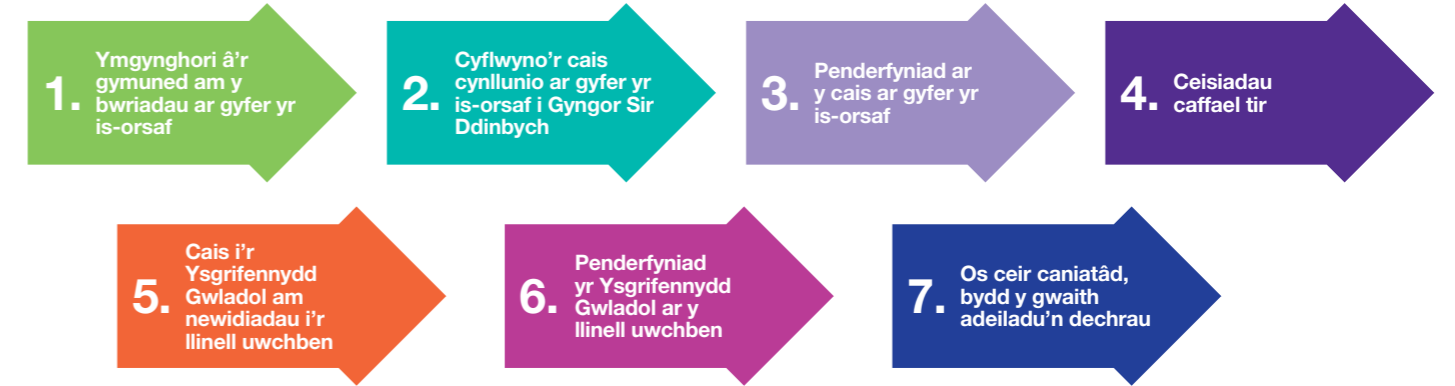 1.
Ymgynghori â'r
gymuned am y
bwriadau ar gyfer yr
is-orsaf
2.
Cyflwyno'r cais
cynllunio ar gyfer yr
is-orsaf i Gyngor Sir
Ddinbych
3.
Penderfyniad ar
y cais ar gyfer yr
is-orsaf
4.
Ceisiadau
caffael tir
5.
Cais i'r
Ysgrifennydd
Gwladol am
newidiadau i'r
llinell uwchben
6.
Penderfyniad
yr Ysgrifennydd
Gwladol ar y
llinell uwchben
7.
Os ceir caniatâd,
bydd y gwaith
adeiladu'n dechrau